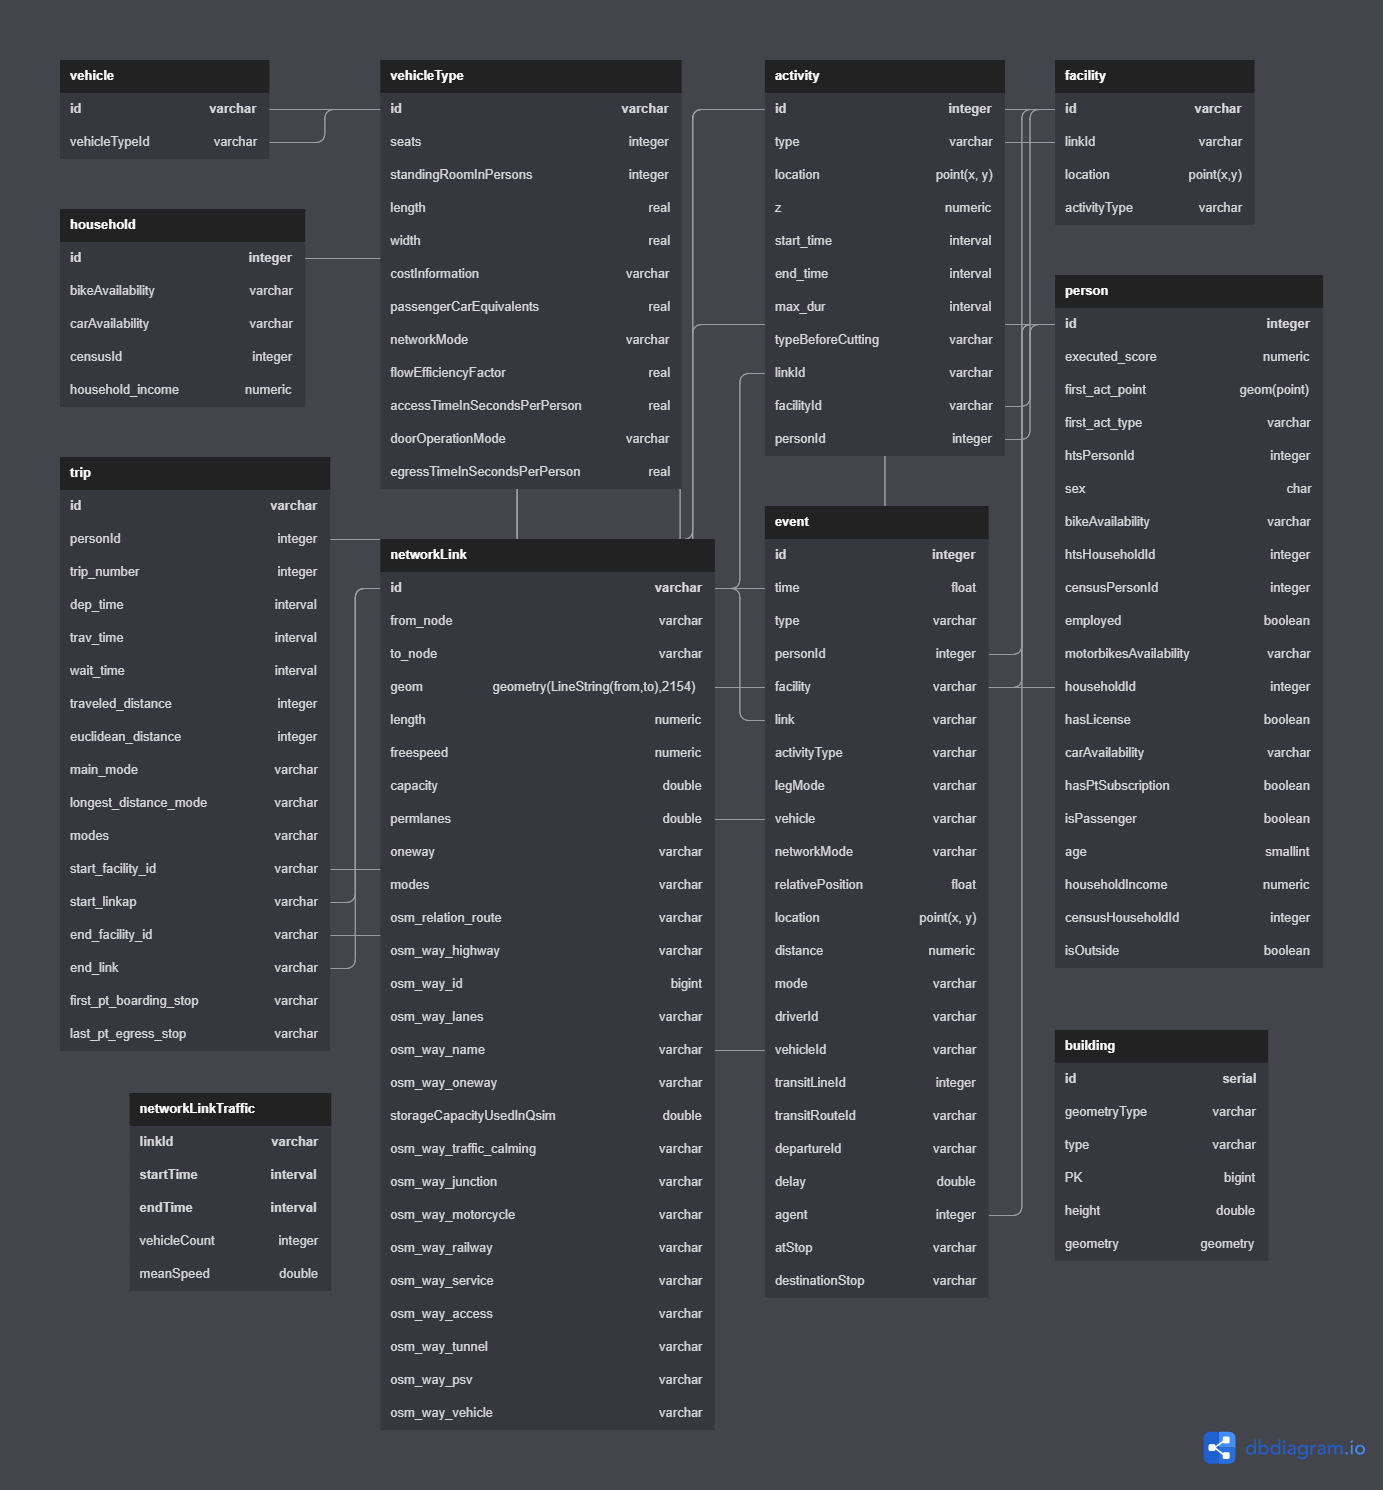 vehicle
id varchar
vehicleTypeId varchar
household
id integer
bikeAvailability varchar
carAvailability varchar
censusId integer
household_income numeric
trip
id varchar
personId integer
trip_number integer
dep_time interval
trav_time interval
wait_time interval
traveled_distance integer
euclidean_distance integer
main_mode varchar
longest_distance_mode varchar
modes varchar
start_facility_id varchar
start_linkap varchar
end_facility_id varchar
end_link varchar
first_pt_boarding_stop varchar
last_pt_egress_stop varchar
networkLinkTraffic
linkId varchar
startTime interval
endTime interval
vehicleCount integer
meanSpeed double
vehicleType
id varchar
seats integer
standingRoomInPersons integer
length real
width real
costInformation varchar
passengerCarEquivalents real
networkMode varchar
flowEfficiencyFactor real
accessTimeInSecondsPerPerson real
doorOperationMode varchar
egressTimeInSecondsPerPerson real
networkLink
id varchar
from_node varchar
to_node varchar
geom geometry(LineString(from,to),2154)
length numeric
freespeed numeric
capacity double
permlanes double
oneway varchar
modes varchar
osm_relation_route varchar
osm_way_highway varchar
osm_way_id bigint
osm_way_lanes varchar
osm_way_name varchar
osm_way_oneway varchar
storageCapacityUsedInQsim double
osm_way_traffic_calming varchar
osm_way_junction varchar
osm_way_motorcycle varchar
osm_way_railway varchar
osm_way_service varchar
osm_way_access varchar
osm_way_tunnel varchar
osm_way_psv varchar
osm_way_vehicle varchar
activity
id integer
type varchar
location point(x, y)
z numeric
start_time interval
end_time interval
max_dur interval
typeBeforeCutting varchar
linkId varchar
facilityId varchar
personId integer
event
id integer
time float
type varchar
personId integer
facility varchar
link varchar
activityType varchar
legMode varchar
vehicle varchar
networkMode varchar
relativePosition float
location point(x, y)
distance numeric
mode varchar
driverId varchar
vehicleId varchar
transitLineId integer
transitRouteId varchar
departureId varchar
delay double
agent integer
atStop varchar
destinationStop varchar
facility
id varchar
linkId varchar
location point(x,y)
activityType varchar
person
id integer
executed_score numeric
first_act_point geom(point)
first_act_type varchar
htsPersonId integer
sex char
bikeAvailability varchar
htsHouseholdId integer
censusPersonId integer
employed boolean
motorbikesAvailability varchar
householdId integer
hasLicense boolean
carAvailability varchar
hasPtSubscription boolean
isPassenger boolean
age smallint
householdIncome numeric
censusHouseholdId integer
isOutside boolean
building
id serial
geometryType varchar
type varchar
PK bigint
height double
geometry geometry
dbdiagram.io